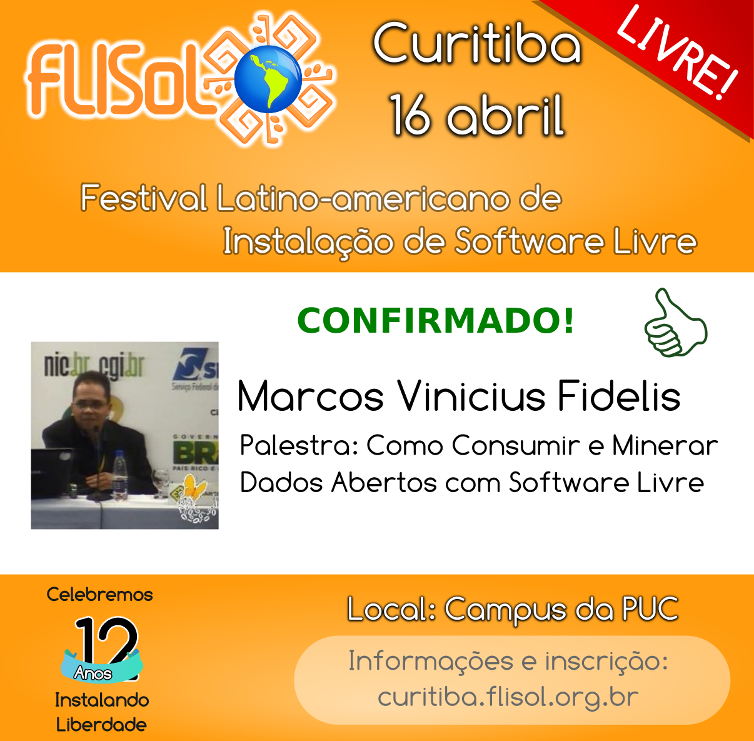 FLISoL
Curitiba
16 abril
LIVRE!
Festival Latino-americano de
Instalação de Software Livre
CONFIRMADO!
nic.br cgi.br
Marcos Vinicius Fidelis
Palestra: Como Consumir e Minerar
Dados Abertos com Software Livre
Celebremos
12
Anos
Instalando
Liberdade
Local: Campus da PUC
Informações e inscrição:
curitiba.flisol.org.br